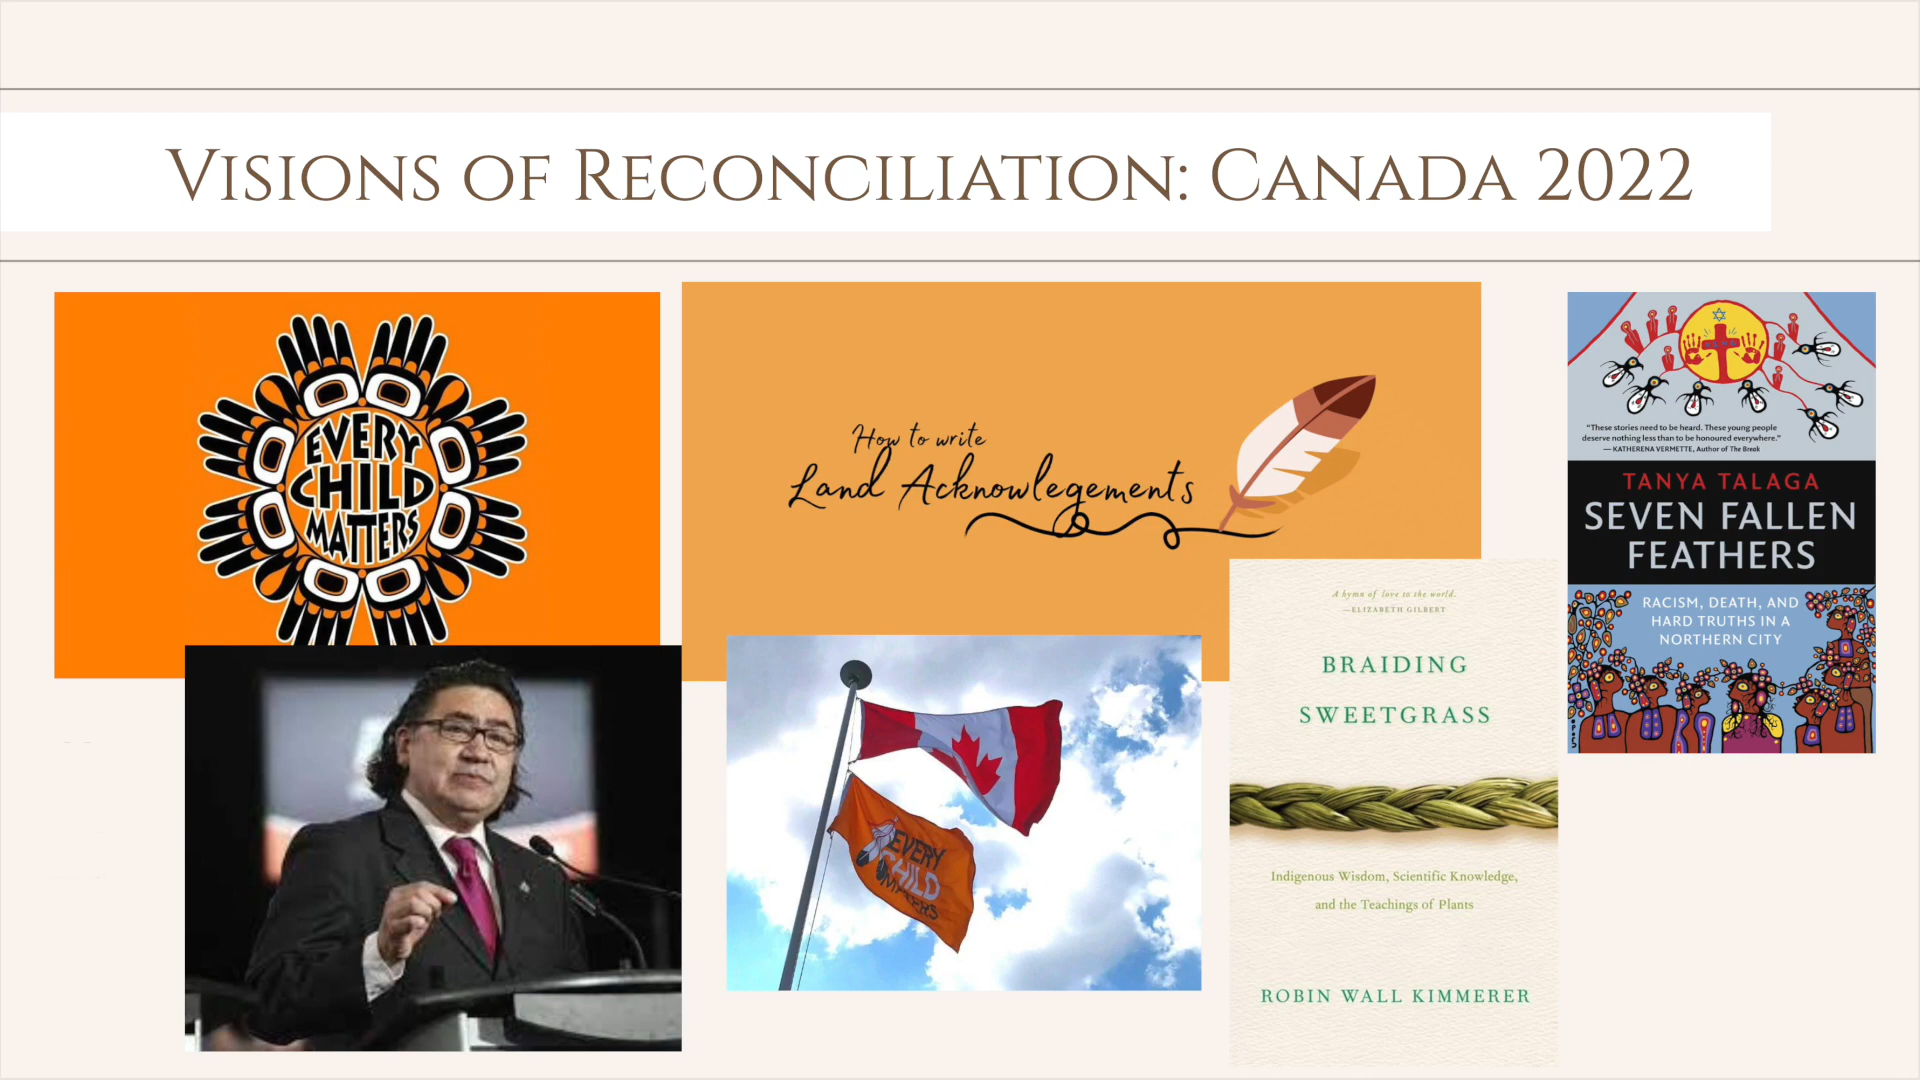 VISIONS OF RECONCILIATION: CANADA 2022
EVERY
CHILD
MATTERS
How to write
Land Acknowlegements
"These stories need to be heard. These young people
deserve nothing less than to be honoured everywhere."
— KATHERENA VERMETTE, Author of The Break
TANYA TALAGA
SEVEN FALLEN
FEATHERS
RACISM, DEATH, AND
HARD TRUTHS IN A
NORTHERN CITY
EVERY
CHILD
MATTERS
A hymn of love to the world.
—ELIZABETH GILBERT
BRAIDING
SWEETGRASS
Indigenous Wisdom, Scientific Knowledge,
and the Teachings of Plants
ROBIN WALL KIMMERER